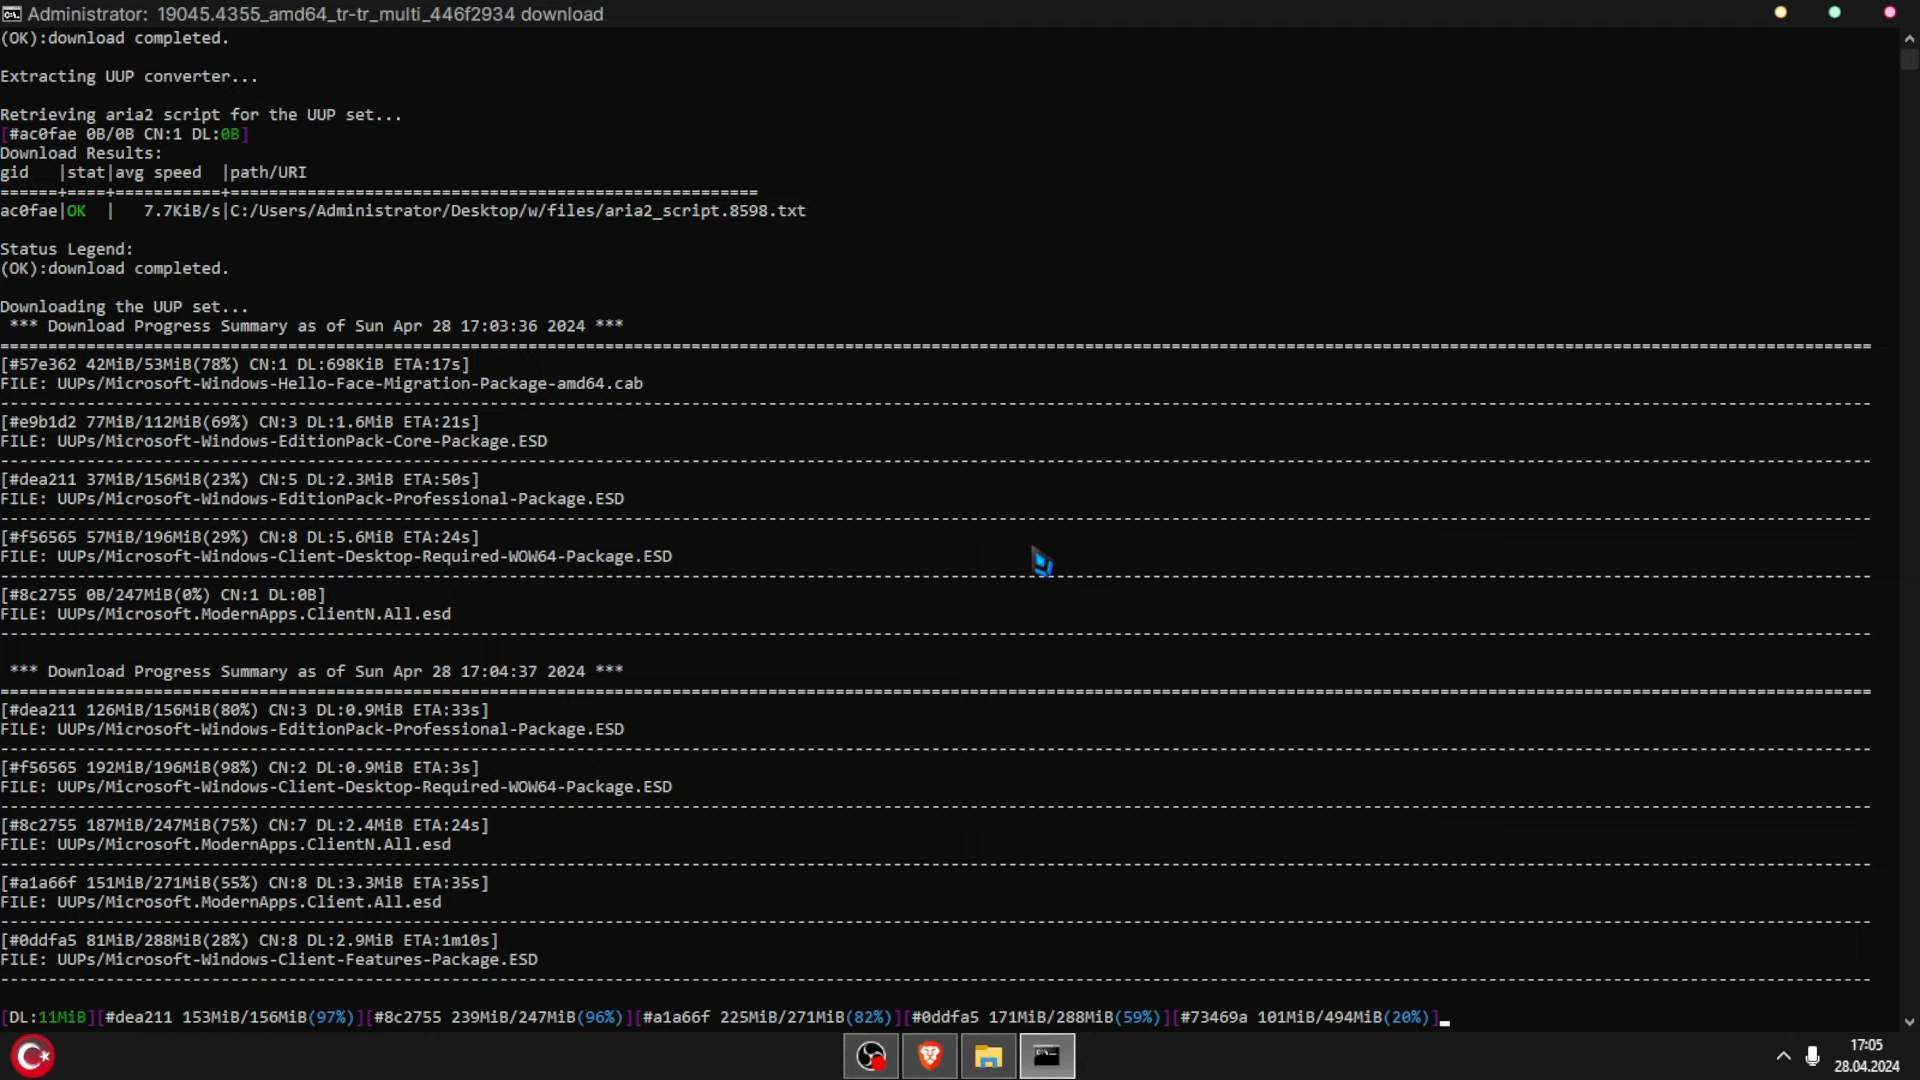 Administrator:  19045.4355_amd64_tr-tr_multi_446f2934 download
(OK):download completed.
Extracting UUP converter...
Retrieving aria2 script for the UUP set...
[#ac0fae 0B/0B CN:1 DL:0B]
Download Results:
gid   |stat|avg speed  |path/URI
======+====+===========+=======================================================
ac0fae|OK  |   7.7KiB/s|C:/Users/Administrator/Desktop/w/files/aria2_script.8598.txt
Status Legend:
(OK):download completed.
Downloading the UUP set...
*** Download Progress Summary as of Sun Apr 28 17:03:36 2024 ***
[#57e362 42MiB/53MiB(78%) CN:1 DL:698KiB ETA:17s]
FILE: UUPs/Microsoft-Windows-Hello-Face-Migration-Package-amd64.cab
[#e9b1d2 77MiB/112MiB(69%) CN:3 DL:1.6MiB ETA:21s]
FILE: UUPs/Microsoft-Windows-EditionPack-Core-Package.ESD
[#dea211 37MiB/156MiB(23%) CN:5 DL:2.3MiB ETA:50s]
FILE: UUPs/Microsoft-Windows-EditionPack-Professional-Package.ESD
[#f56565 57MiB/196MiB(29%) CN:8 DL:5.6MiB ETA:24s]
FILE: UUPs/Microsoft-Windows-Client-Desktop-Required-WOW64-Package.ESD
[#8c2755 0B/247MiB(0%) CN:1 DL:0B]
FILE: UUPs/Microsoft.ModernApps.ClientN.All.esd
*** Download Progress Summary as of Sun Apr 28 17:04:37 2024 ***
[#dea211 126MiB/156MiB(80%) CN:3 DL:0.9MiB ETA:33s]
FILE: UUPs/Microsoft-Windows-EditionPack-Professional-Package.ESD
[#f56565 192MiB/196MiB(98%) CN:2 DL:0.9MiB ETA:3s]
FILE: UUPs/Microsoft-Windows-Client-Desktop-Required-WOW64-Package.ESD
[#8c2755 187MiB/247MiB(75%) CN:7 DL:2.4MiB ETA:24s]
FILE: UUPs/Microsoft.ModernApps.ClientN.All.esd
[#a1a66f 151MiB/271MiB(55%) CN:8 DL:3.3MiB ETA:35s]
FILE: UUPs/Microsoft.ModernApps.Client.All.esd
[#0ddfa5 81MiB/288MiB(28%) CN:8 DL:2.9MiB ETA:1m10s]
FILE: UUPs/Microsoft-Windows-Client-Features-Package.ESD
[DL:11MiB][#dea211 153MiB/156MiB(97%)][#8c2755 239MiB/247MiB(96%)][#a1a66f 225MiB/271MiB(82%)][#0ddfa5 171MiB/288MiB(59%)][#73469a 101MiB/494MiB(20%)]
17:05
28.04.2024